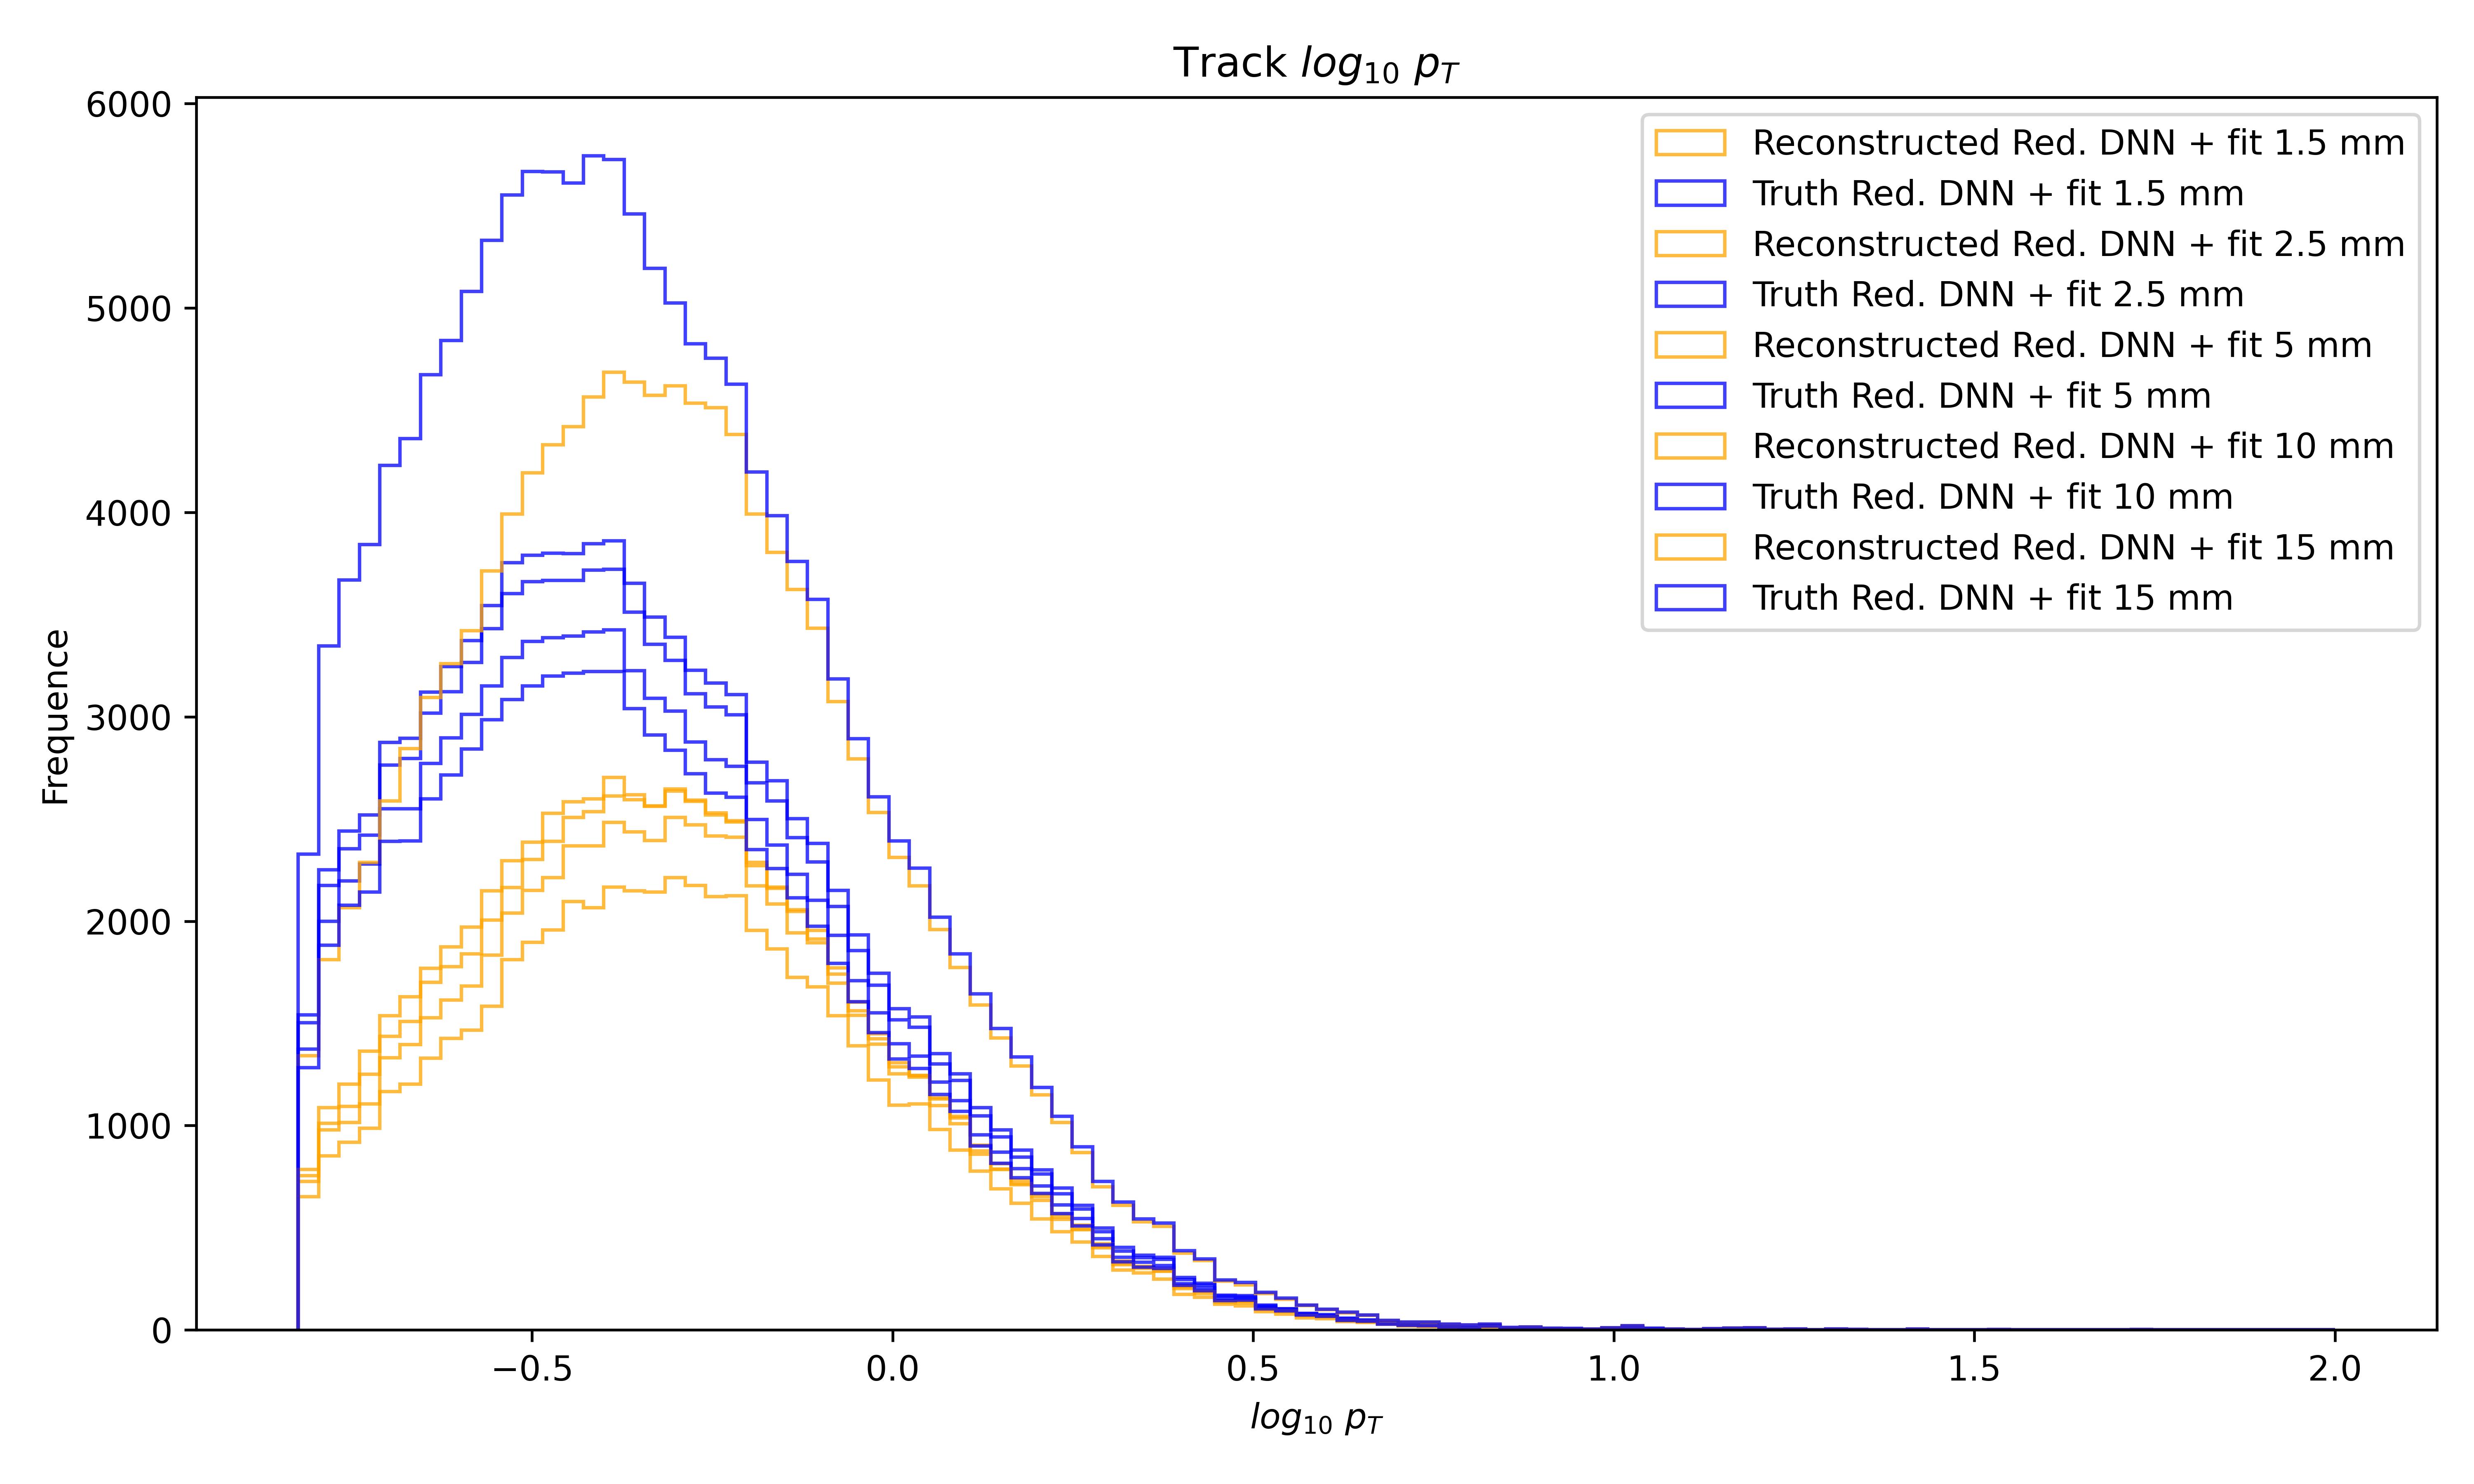 Track log₁₀ p_T
6000
5000
4000
3000
2000
1000
0
Frequence
Reconstructed Red. DNN + fit 1.5 mm
Truth Red. DNN + fit 1.5 mm
Reconstructed Red. DNN + fit 2.5 mm
Truth Red. DNN + fit 2.5 mm
Reconstructed Red. DNN + fit 5 mm
Truth Red. DNN + fit 5 mm
Reconstructed Red. DNN + fit 10 mm
Truth Red. DNN + fit 10 mm
Reconstructed Red. DNN + fit 15 mm
Truth Red. DNN + fit 15 mm
−0.5 0.0 0.5 1.0 1.5 2.0
log₁₀ p_T